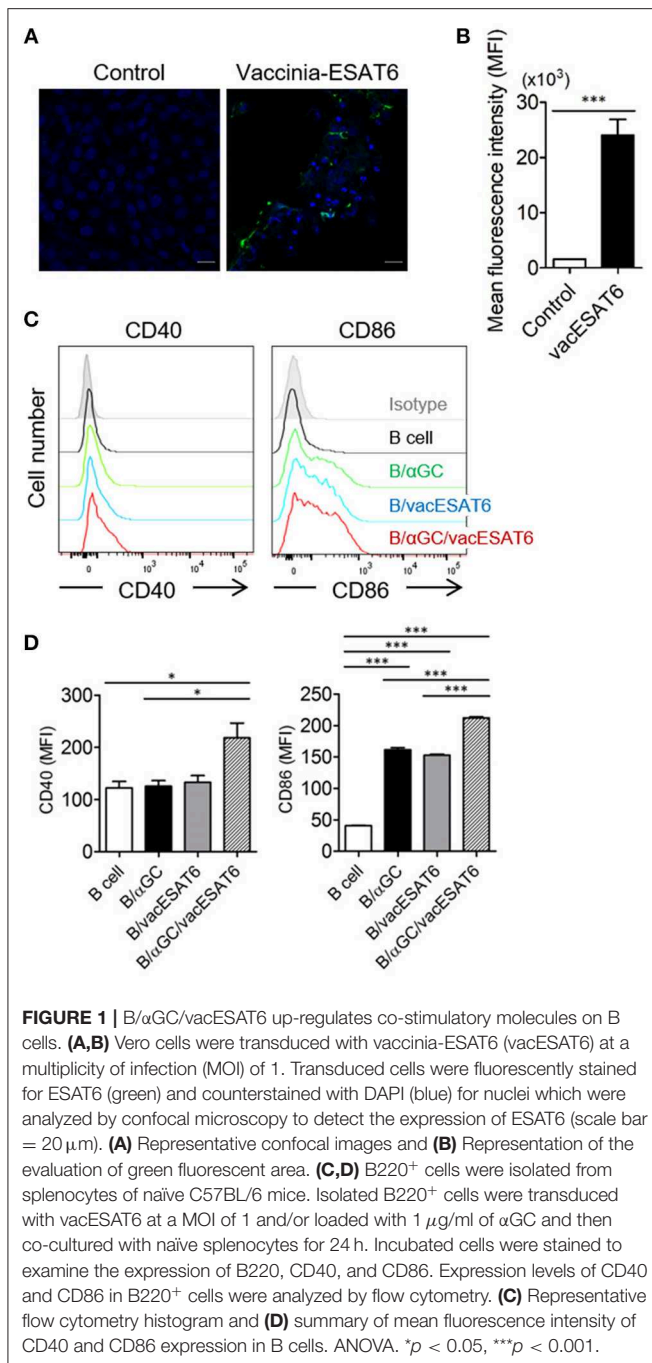 A
Control
Vaccinia-ESAT6
B
Mean fluorescence intensity (MFI)
(x10³)
***
30
20
10
0
Control
vacESAT6
C
CD40
CD86
Cell number
Isotype
B cell
B/αGC
B/vacESAT6
B/αGC/vacESAT6
0 10³ 10⁴ 10⁵
0 10³ 10⁴ 10⁵
CD40
CD86
D
*
*
CD40 (MFI)
300
200
100
0
B cell
B/αGC
B/vacESAT6
B/αGC/vacESAT6
***
***
*** ***
***
CD86 (MFI)
250
200
150
100
50
0
B cell
B/αGC
B/vacESAT6
B/αGC/vacESAT6
FIGURE 1 | B/αGC/vacESAT6 up-regulates co-stimulatory molecules on B
cells. (A,B) Vero cells were transduced with vaccinia-ESAT6 (vacESAT6) at a
multiplicity of infection (MOI) of 1. Transduced cells were fluorescently stained
for ESAT6 (green) and counterstained with DAPI (blue) for nuclei which were
analyzed by confocal microscopy to detect the expression of ESAT6 (scale bar
= 20 μm). (A) Representative confocal images and (B) Representation of the
evaluation of green fluorescent area. (C,D) B220⁺ cells were isolated from
splenocytes of naïve C57BL/6 mice. Isolated B220⁺ cells were transduced
with vacESAT6 at a MOI of 1 and/or loaded with 1 μg/ml of αGC and then
co-cultured with naïve splenocytes for 24 h. Incubated cells were stained to
examine the expression of B220, CD40, and CD86. Expression levels of CD40
and CD86 in B220⁺ cells were analyzed by flow cytometry. (C) Representative
flow cytometry histogram and (D) summary of mean fluorescence intensity of
CD40 and CD86 expression in B cells. ANOVA. *p < 0.05, ***p < 0.001.